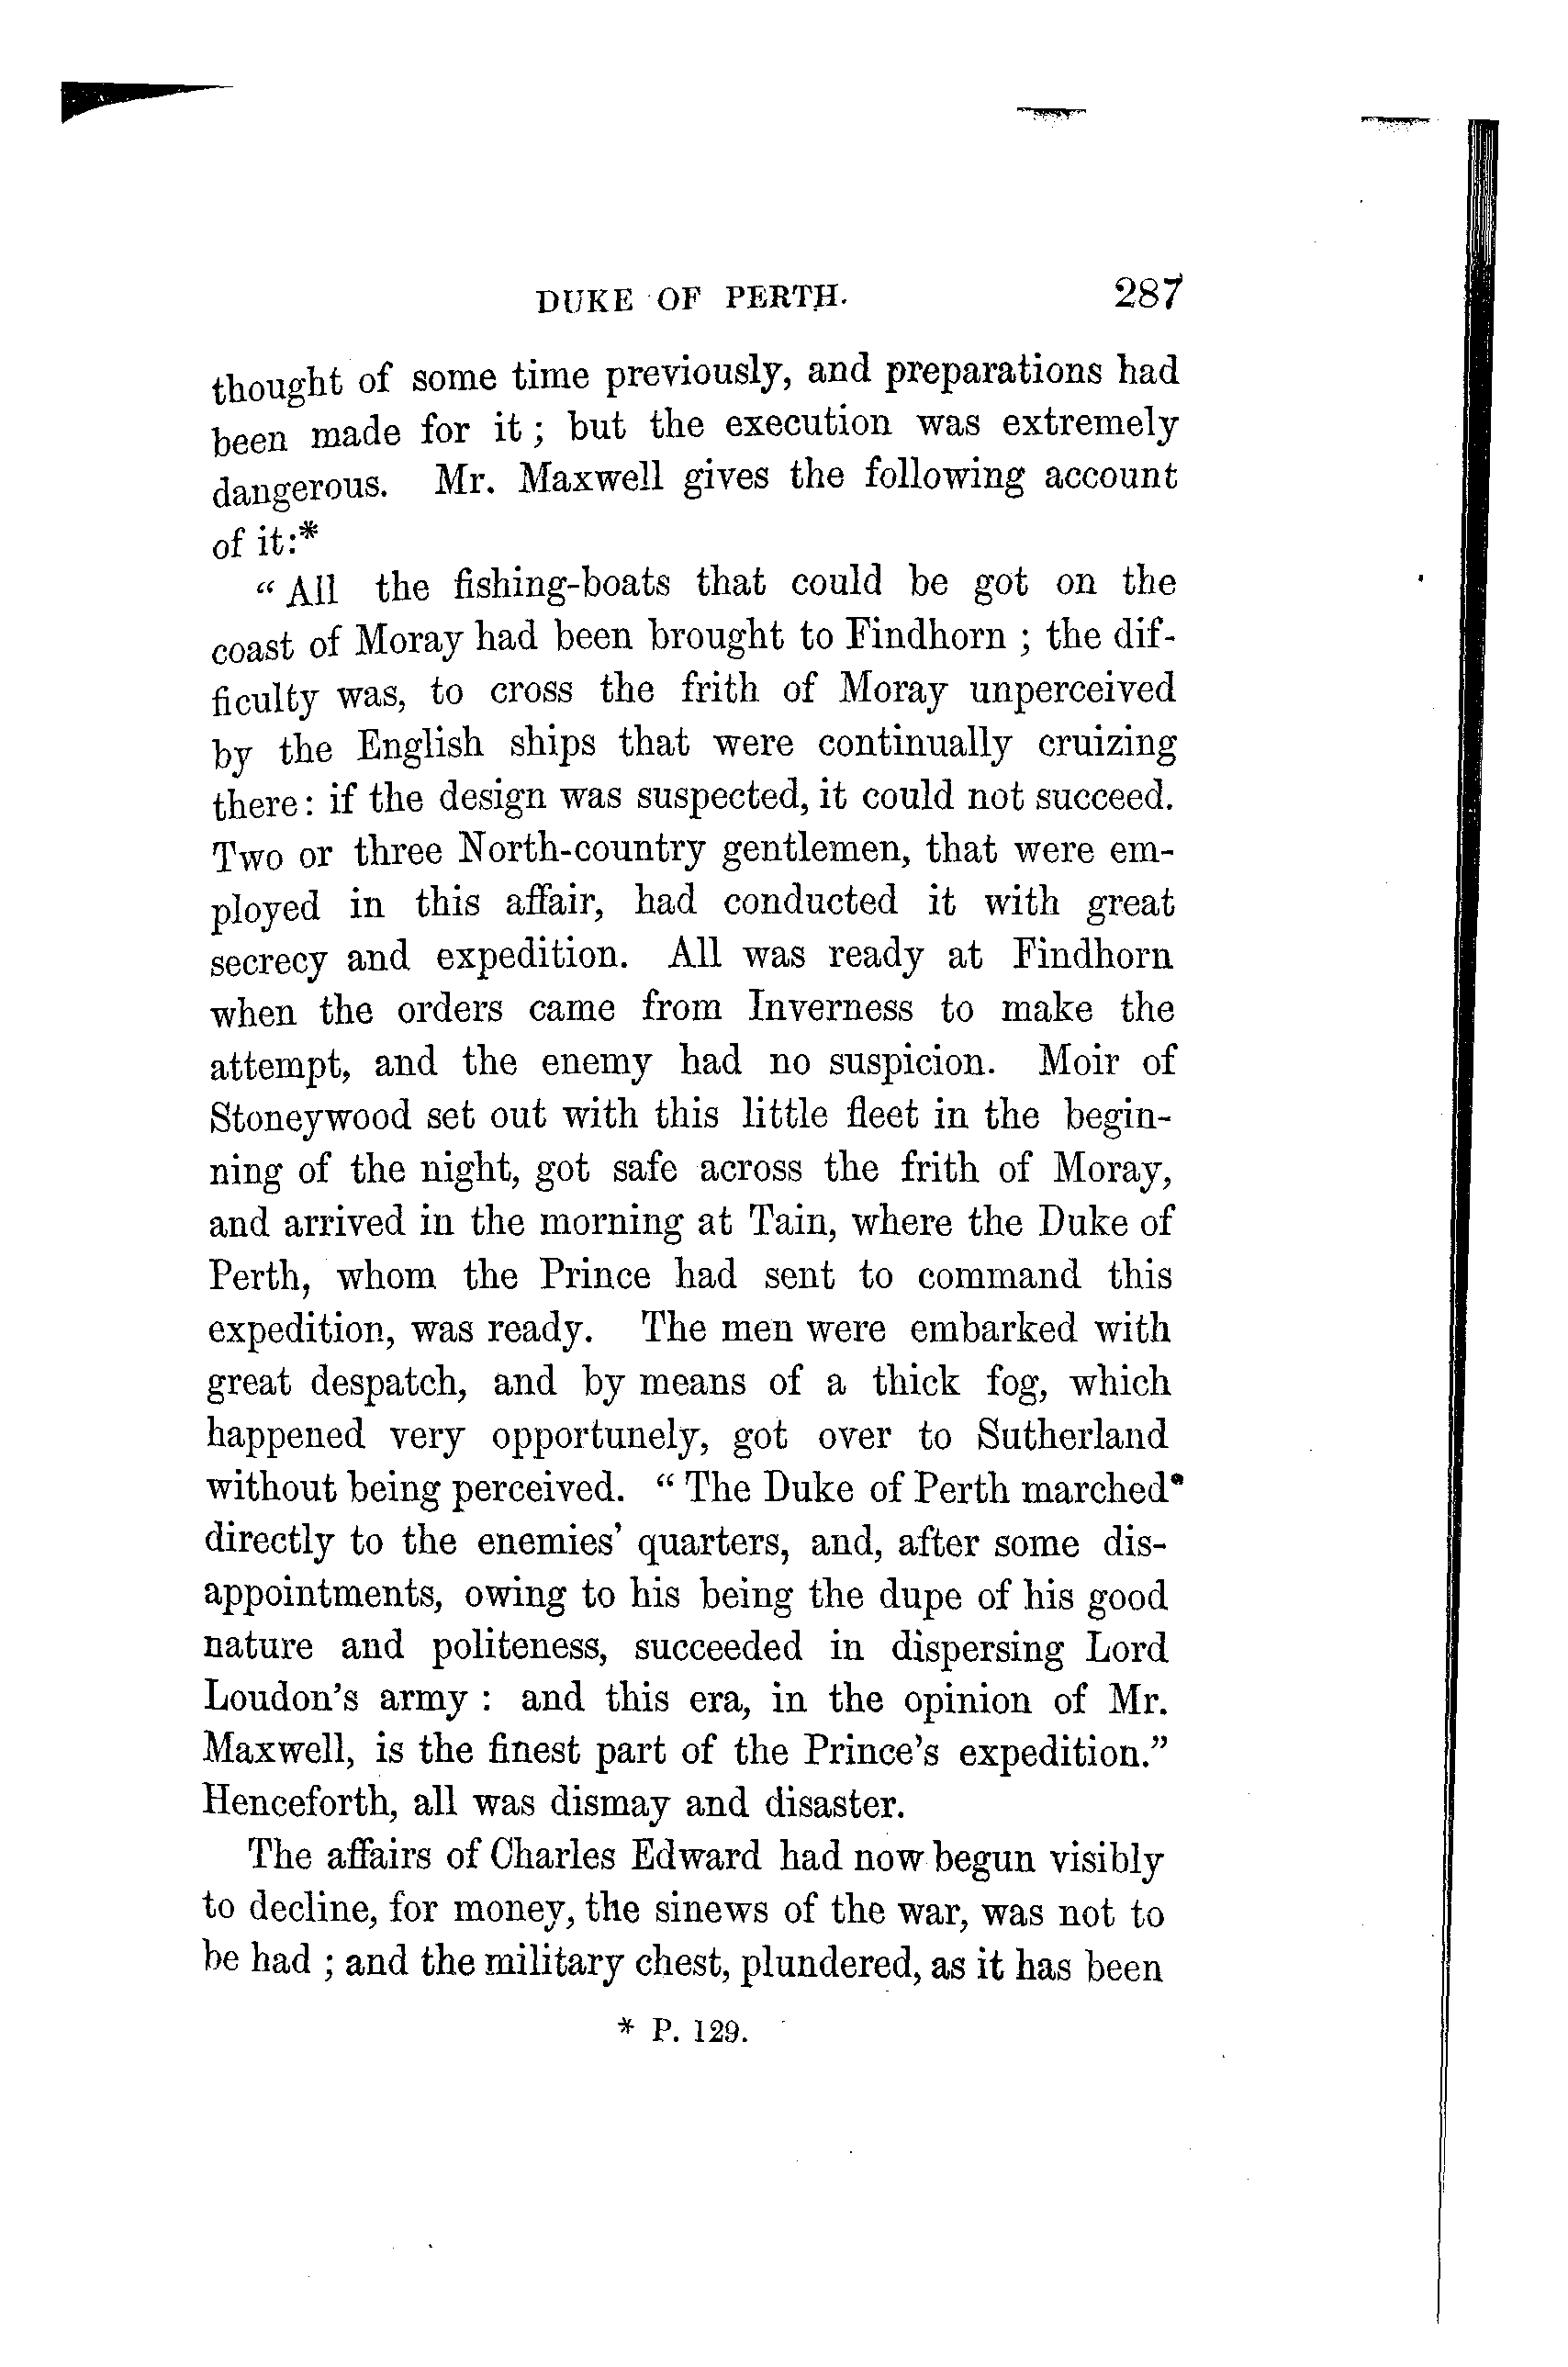 DUKE OF PERTH. 287
thought of some time previously, and preparations had
been made for it; but the execution was extremely
dangerous. Mr. Maxwell gives the following account
of it:*
“All the fishing-boats that could be got on the
coast of Moray had been brought to Findhorn; the dif-
ficulty was, to cross the frith of Moray unperceived
by the English ships that were continually cruizing
there: if the design was suspected, it could not succeed.
Two or three North-country gentlemen, that were em-
ployed in this affair, had conducted it with great
secrecy and expedition. All was ready at Findhorn
when the orders came from Inverness to make the
attempt, and the enemy had no suspicion. Moir of
Stoneywood set out with this little fleet in the begin-
ning of the night, got safe across the frith of Moray,
and arrived in the morning at Tain, where the Duke of
Perth, whom the Prince had sent to command this
expedition, was ready. The men were embarked with
great despatch, and by means of a thick fog, which
happened very opportunely, got over to Sutherland
without being perceived. “The Duke of Perth marched
directly to the enemies’ quarters, and, after some dis-
appointments, owing to his being the dupe of his good
nature and politeness, succeeded in dispersing Lord
Loudon’s army: and this era, in the opinion of Mr.
Maxwell, is the finest part of the Prince’s expedition.”
Henceforth, all was dismay and disaster.
The affairs of Charles Edward had now begun visibly
to decline, for money, the sinews of the war, was not to
be had; and the military chest, plundered, as it has been
* P. 129.